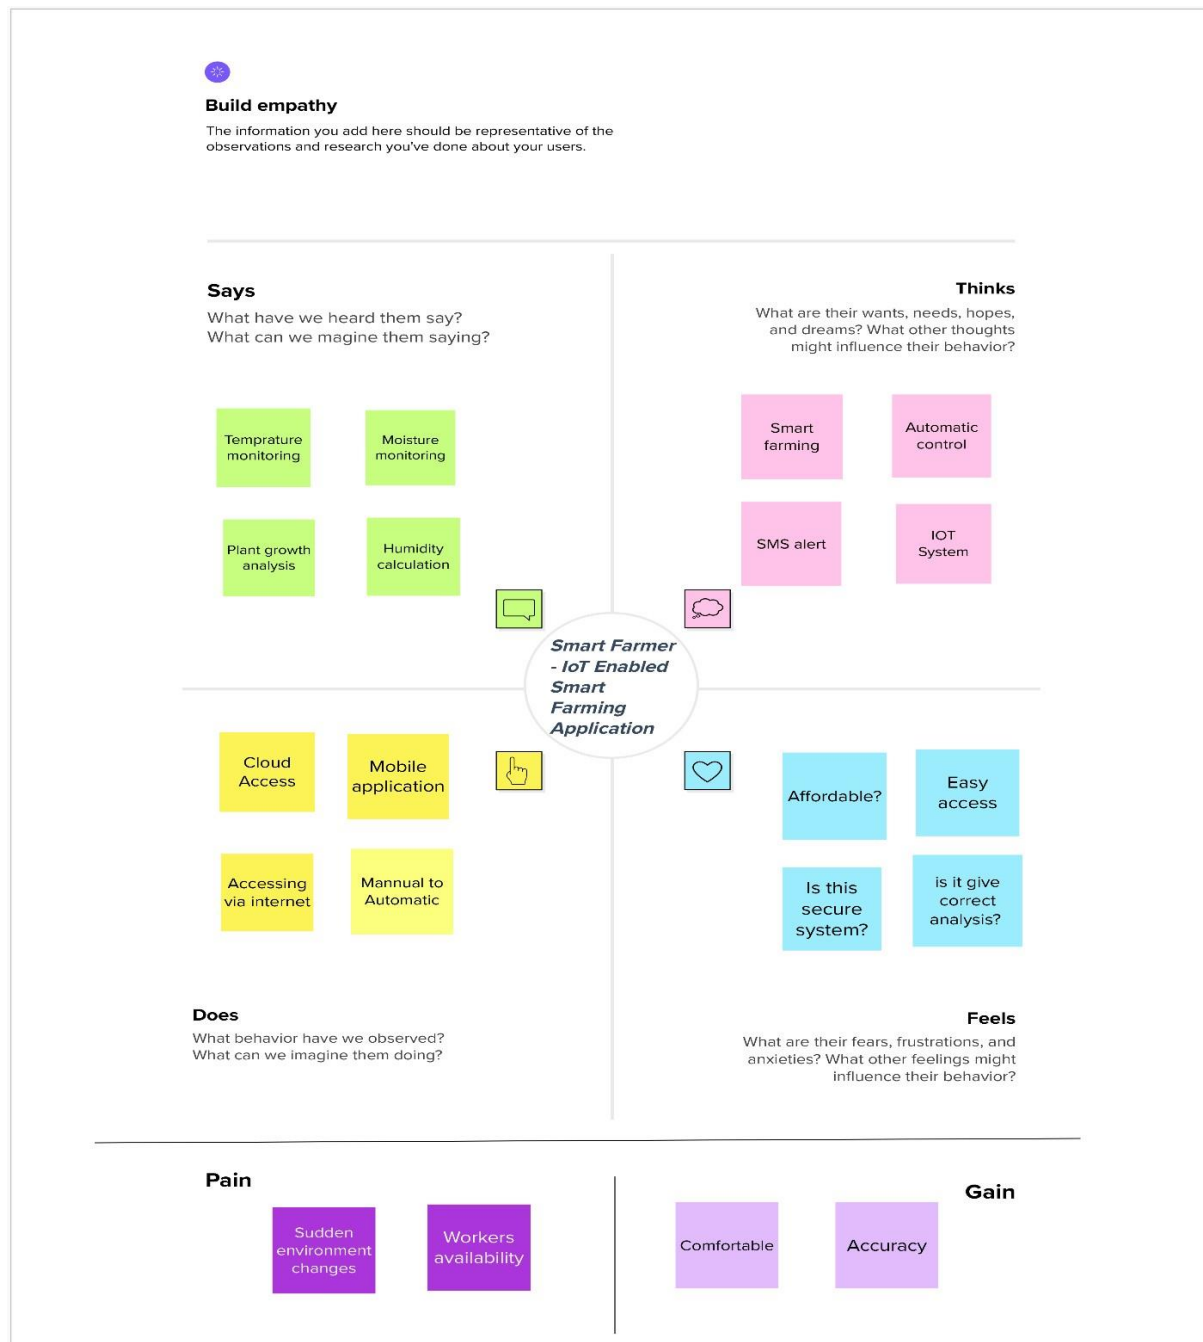 Build empathy
The information you add here should be representative of the
observations and research you've done about your users.
Says
What have we heard them say?
What can we magine them saying?
Temprature
monitoring
Moisture
monitoring
Plant growth
analysis
Humidity
calculation
Thinks
What are their wants, needs, hopes,
and dreams? What other thoughts
might influence their behavior?
Smart
farming
Automatic
control
SMS alert
IOT
System
Smart Farmer
- IoT Enabled
Smart
Farming
Application
Cloud
Access
Mobile
application
Accessing
via internet
Mannual to
Automatic
Does
What behavior have we observed?
What can we imagine them doing?
Affordable?
Easy
access
Is this
secure
system?
is it give
correct
analysis?
Feels
What are their fears, frustrations, and
anxieties? What other feelings might
influence their behavior?
Pain
Sudden
environment
changes
Workers
availability
Gain
Comfortable
Accuracy